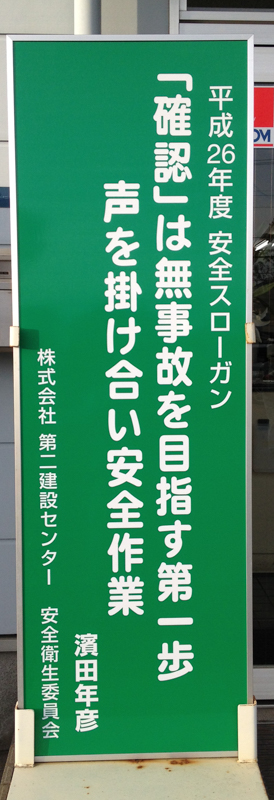 平成26年度 安全スローガン
「確認」は無事故を目指す第一歩
声を掛け合い安全作業
濱田年彦
株式会社 第二建設センター 安全衛生委員会